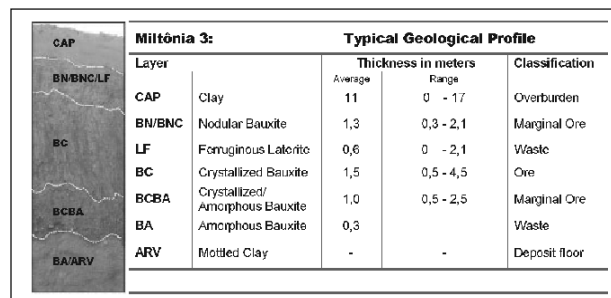 CAP
BN/BNC/LF
BC
BCBA
BA/ARV
Miltônia 3: Typical Geological Profile
Layer Thickness in meters Classification
Average Range
CAP Clay 11 0 - 17 Overburden
BN/BNC Nodular Bauxite 1,3 0,3 - 2,1 Marginal Ore
LF Ferruginous Laterite 0,6 0 - 2,1 Waste
BC Crystallized Bauxite 1,5 0,5 - 4,5 Ore
BCBA Crystallized/ Amorphous Bauxite 1,0 0,5 - 2,5 Marginal Ore
BA Amorphous Bauxite 0,3 Waste
ARV Mottled Clay - - Deposit floor